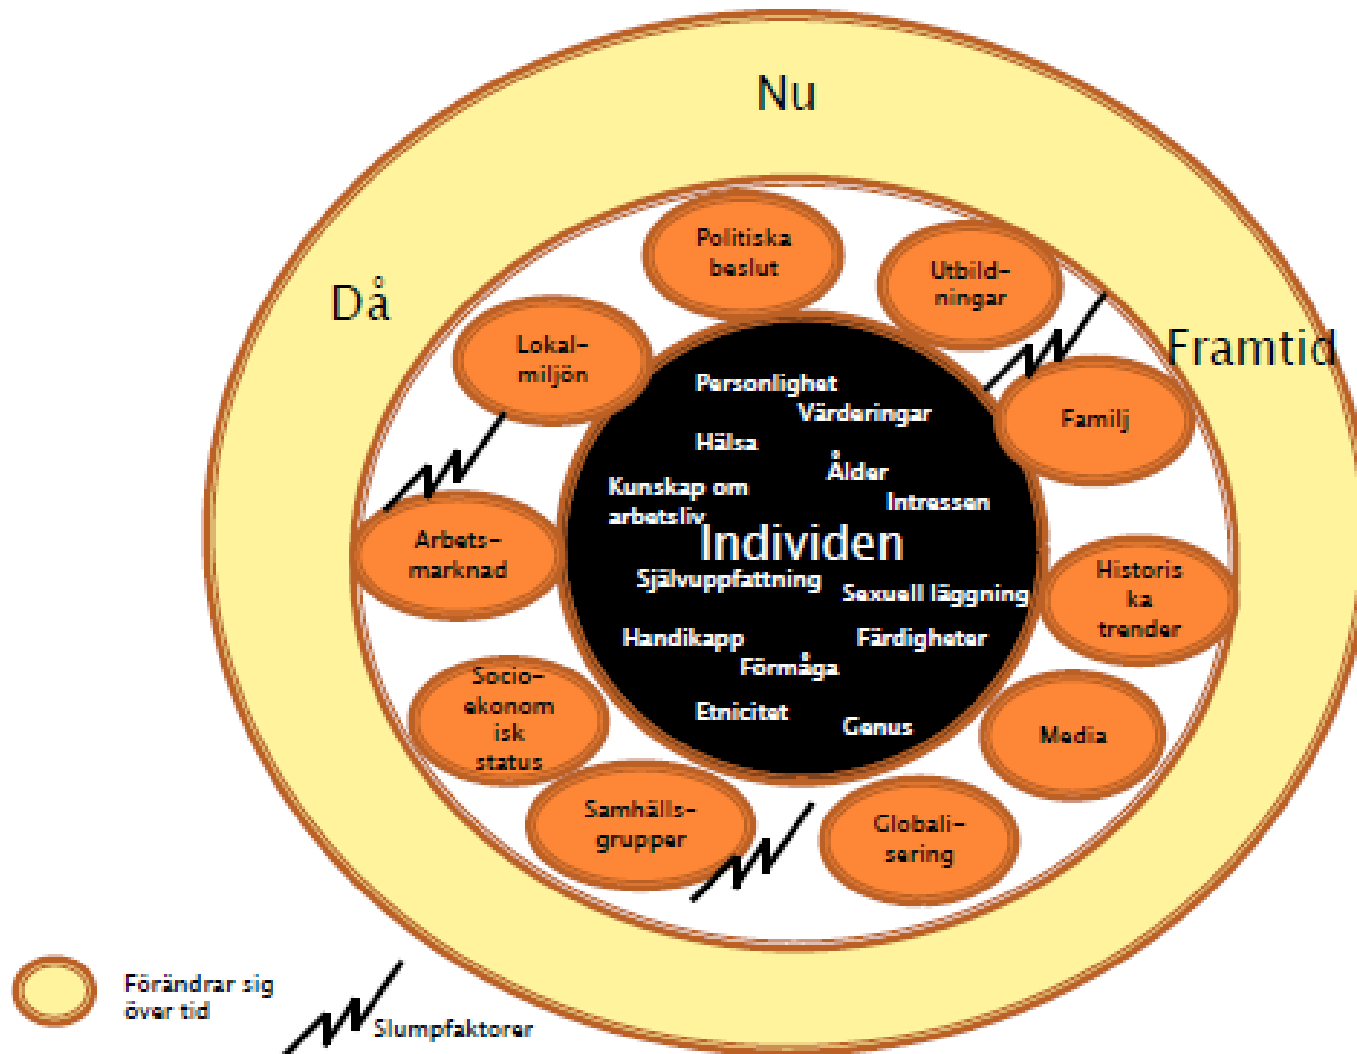 Nu
Då
Framtid
Politiska
beslut
Utbild-
ningar
Lokal-
miljön
Familj
Arbets-
marknad
Historis
ka
trender
Socio-
ekonom
isk
status
Media
Samhälls-
grupper
Globali-
sering
Personlighet
Värderingar
Hälsa
Ålder
Kunskap om
arbetsliv
Intressen
Individen
Självuppfattning
Sexuell läggning
Handikapp
Färdigheter
Förmåga
Etnicitet
Genus
Förändrar sig
över tid
Slumpfaktorer